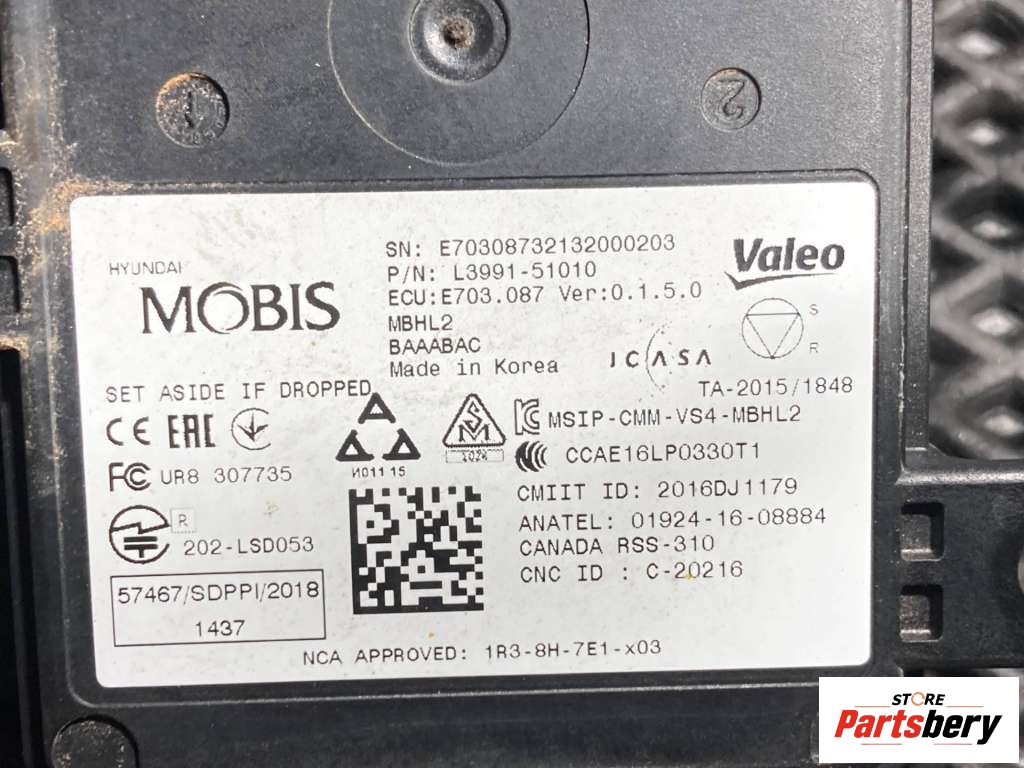 1
2
HYUNDAI
MOBIS
SN: E70308732132000203
P/N: L3991-51010
ECU:E703.087 Ver:0.1.5.0
MBHL2
BAAABAC
Made in Korea
Valeo
S
R
ICASA
TA-2015/1848
SET ASIDE IF DROPPED
CE EAC
FC UR8 307735
И011 15
1024
MSIP-CMM-VS4-MBHL2
CCAE16LP0330T1
R
202-LSD053
CMIIT ID: 2016DJ1179
ANATEL: 01924-16-08884
CANADA RSS-310
CNC ID : C-20216
57467/SDPPI/2018
1437
NCA APPROVED: 1R3-8H-7E1-x03
STORE
Partsbery